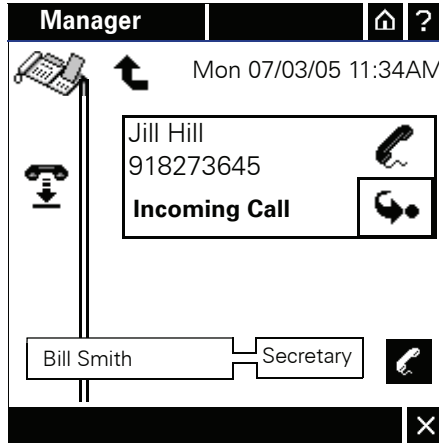 Manager ?
Mon 07/03/05 11:34AM
Jill Hill
918273645
Incoming Call
Bill Smith Secretary